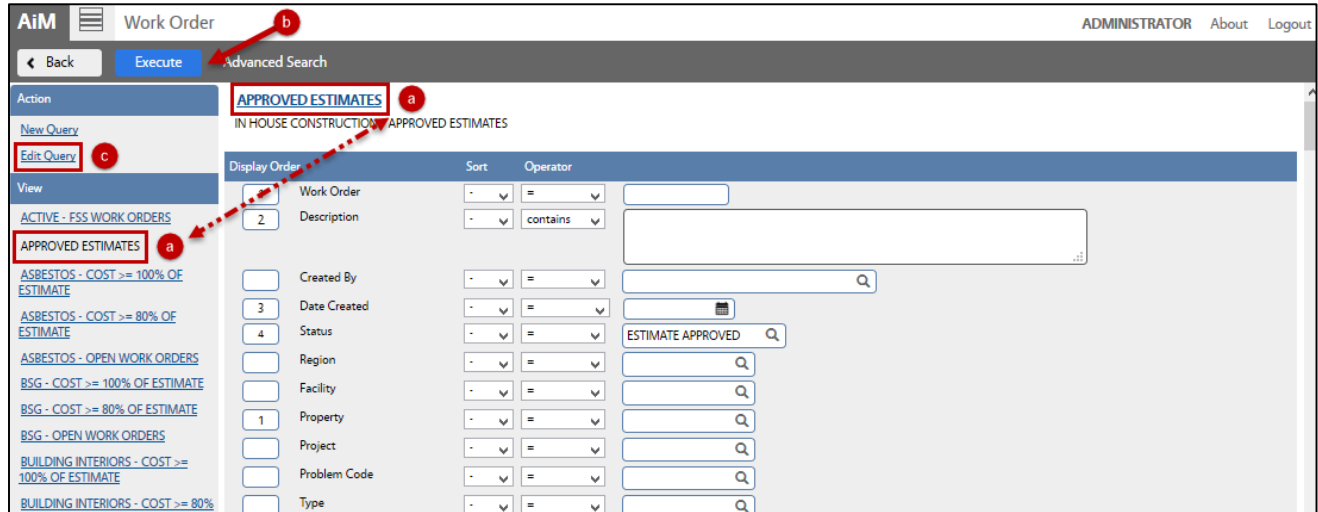 AiM Work Order b ADMINISTRATOR About Logout
Back Execute Advanced Search
Action
New Query
Edit Query c
View
ACTIVE - FSS WORK ORDERS
APPROVED ESTIMATES a
ASBESTOS - COST >= 100% OF
ESTIMATE
ASBESTOS - COST >= 80% OF
ESTIMATE
ASBESTOS - OPEN WORK ORDERS
BSG - COST >= 100% OF ESTIMATE
BSG - COST >= 80% OF ESTIMATE
BSG - OPEN WORK ORDERS
BUILDING INTERIORS - COST >=
100% OF ESTIMATE
BUILDING INTERIORS - COST >= 80%
APPROVED ESTIMATES a
IN HOUSE CONSTRUCTION APPROVED ESTIMATES
Display Order Sort Operator
Work Order - =
2 Description - contains
Created By - =
3 Date Created - =
4 Status - = ESTIMATE APPROVED
Region - =
Facility - =
1 Property - =
Project - =
Problem Code - =
Type - =